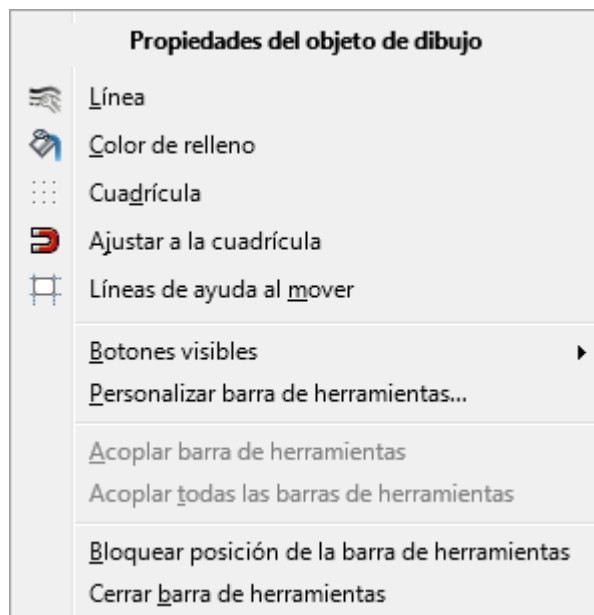 Propiedades del objeto de dibujo
Línea
Color de relleno
Cuadrícula
Ajustar a la cuadrícula
Líneas de ayuda al mover
Botones visibles
Personalizar barra de herramientas...
Acoplar barra de herramientas
Acoplar todas las barras de herramientas
Bloquear posición de la barra de herramientas
Cerrar barra de herramientas